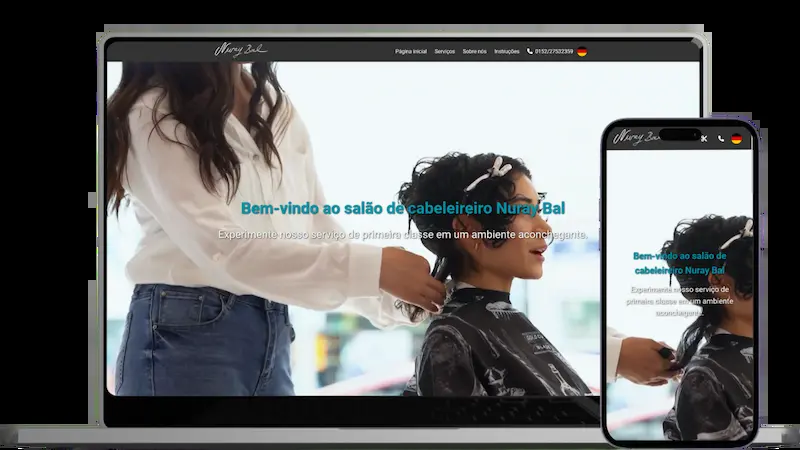 Nuray Bal
Página inicial Serviços Sobre nós Instruções 0152/27522359
Bem-vindo ao salão de cabeleireiro Nuray Bal
Experimente nosso serviço de primeira classe em um ambiente aconchegante.
Nuray Bal
Bem-vindo ao salão de
cabeleireiro Nuray Bal
Experimente nosso serviço de
primeira classe em um ambiente
aconchegante.